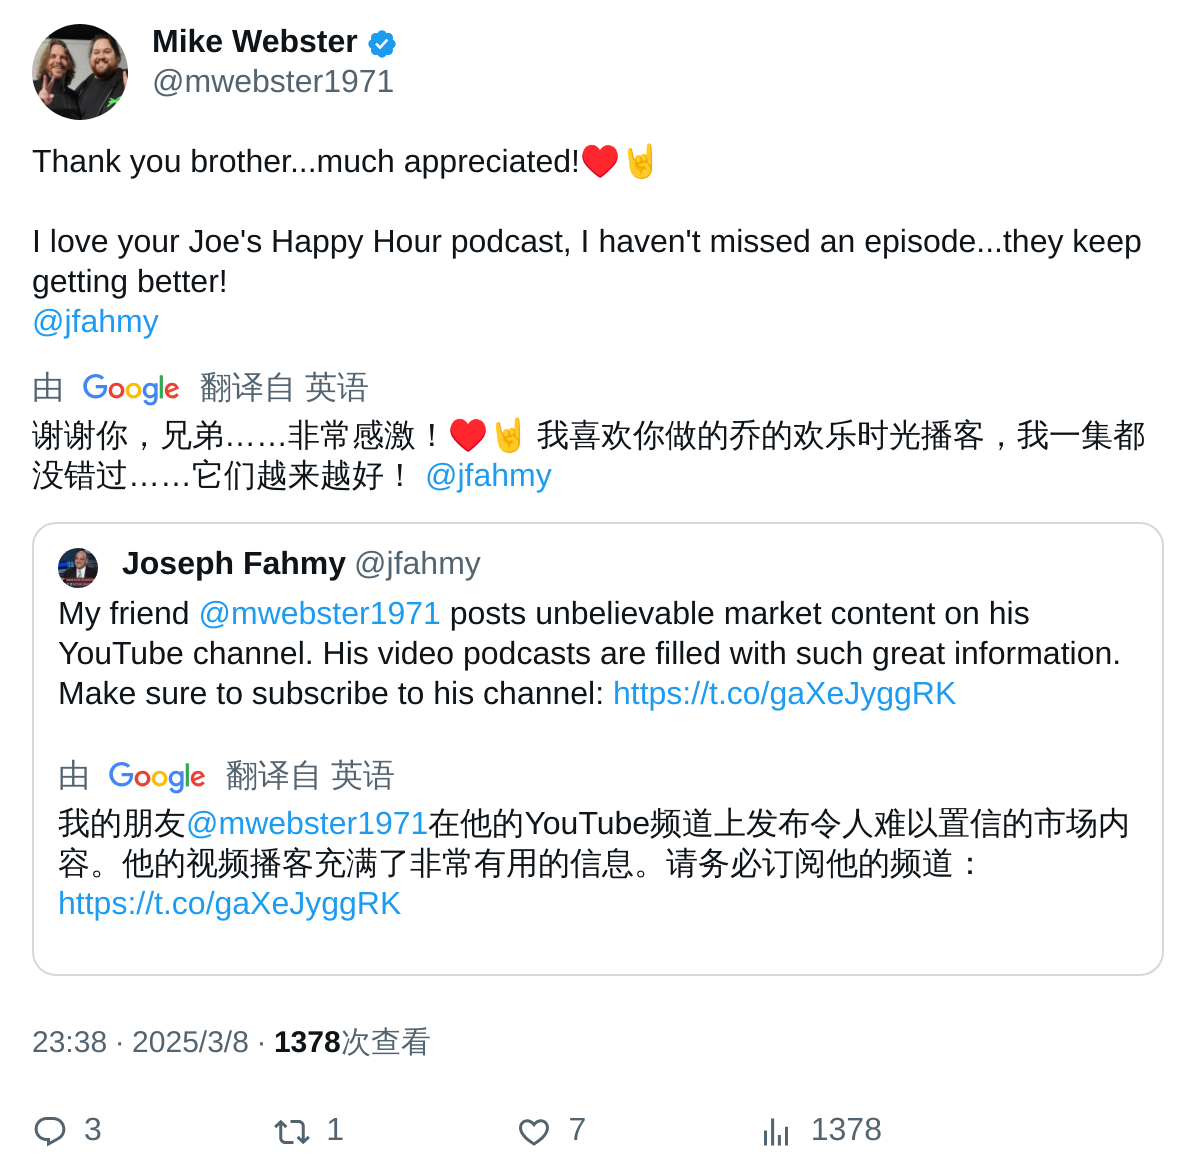 Mike Webster
@mwebster1971
Thank you brother...much appreciated!❤️🤘
I love your Joe's Happy Hour podcast, I haven't missed an episode...they keep
getting better!
@jfahmy
由 Google 翻译自 英语
谢谢你，兄弟……非常感激！❤️🤘 我喜欢你做的乔的欢乐时光播客，我一集都
没错过……它们越来越好！ @jfahmy
Joseph Fahmy @jfahmy
My friend @mwebster1971 posts unbelievable market content on his
YouTube channel. His video podcasts are filled with such great information.
Make sure to subscribe to his channel: https://t.co/gaXeJyggRK
由 Google 翻译自 英语
我的朋友@mwebster1971在他的YouTube频道上发布令人难以置信的市场内
容。他的视频播客充满了非常有用的信息。请务必订阅他的频道：
https://t.co/gaXeJyggRK
23:38 · 2025/3/8 · 1378次查看
3 1 7 1378